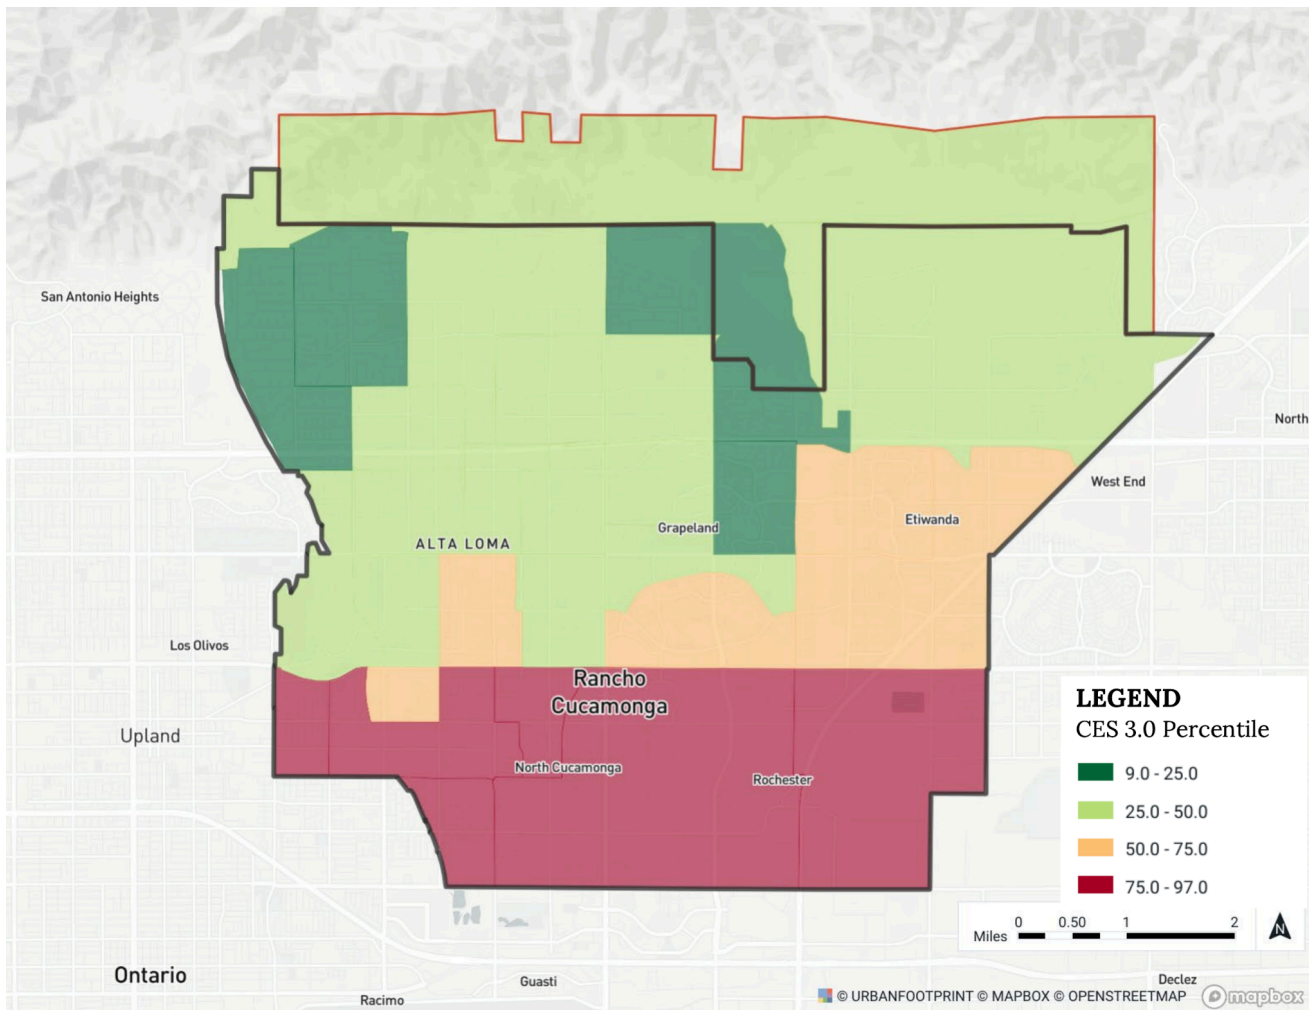 San Antonio Heights
North
West End
Etiwanda
Grapeland
ALTA LOMA
Los Olivos
Rancho
Cucamonga
Upland
North Cucamonga
Rochester
LEGEND
CES 3.0 Percentile
9.0 - 25.0
25.0 - 50.0
50.0 - 75.0
75.0 - 97.0
Miles 0 0.50 1 2
N
Ontario
Guasti
Racimo
Declez
© URBANFOOTPRINT © MAPBOX © OPENSTREETMAP
mapbox